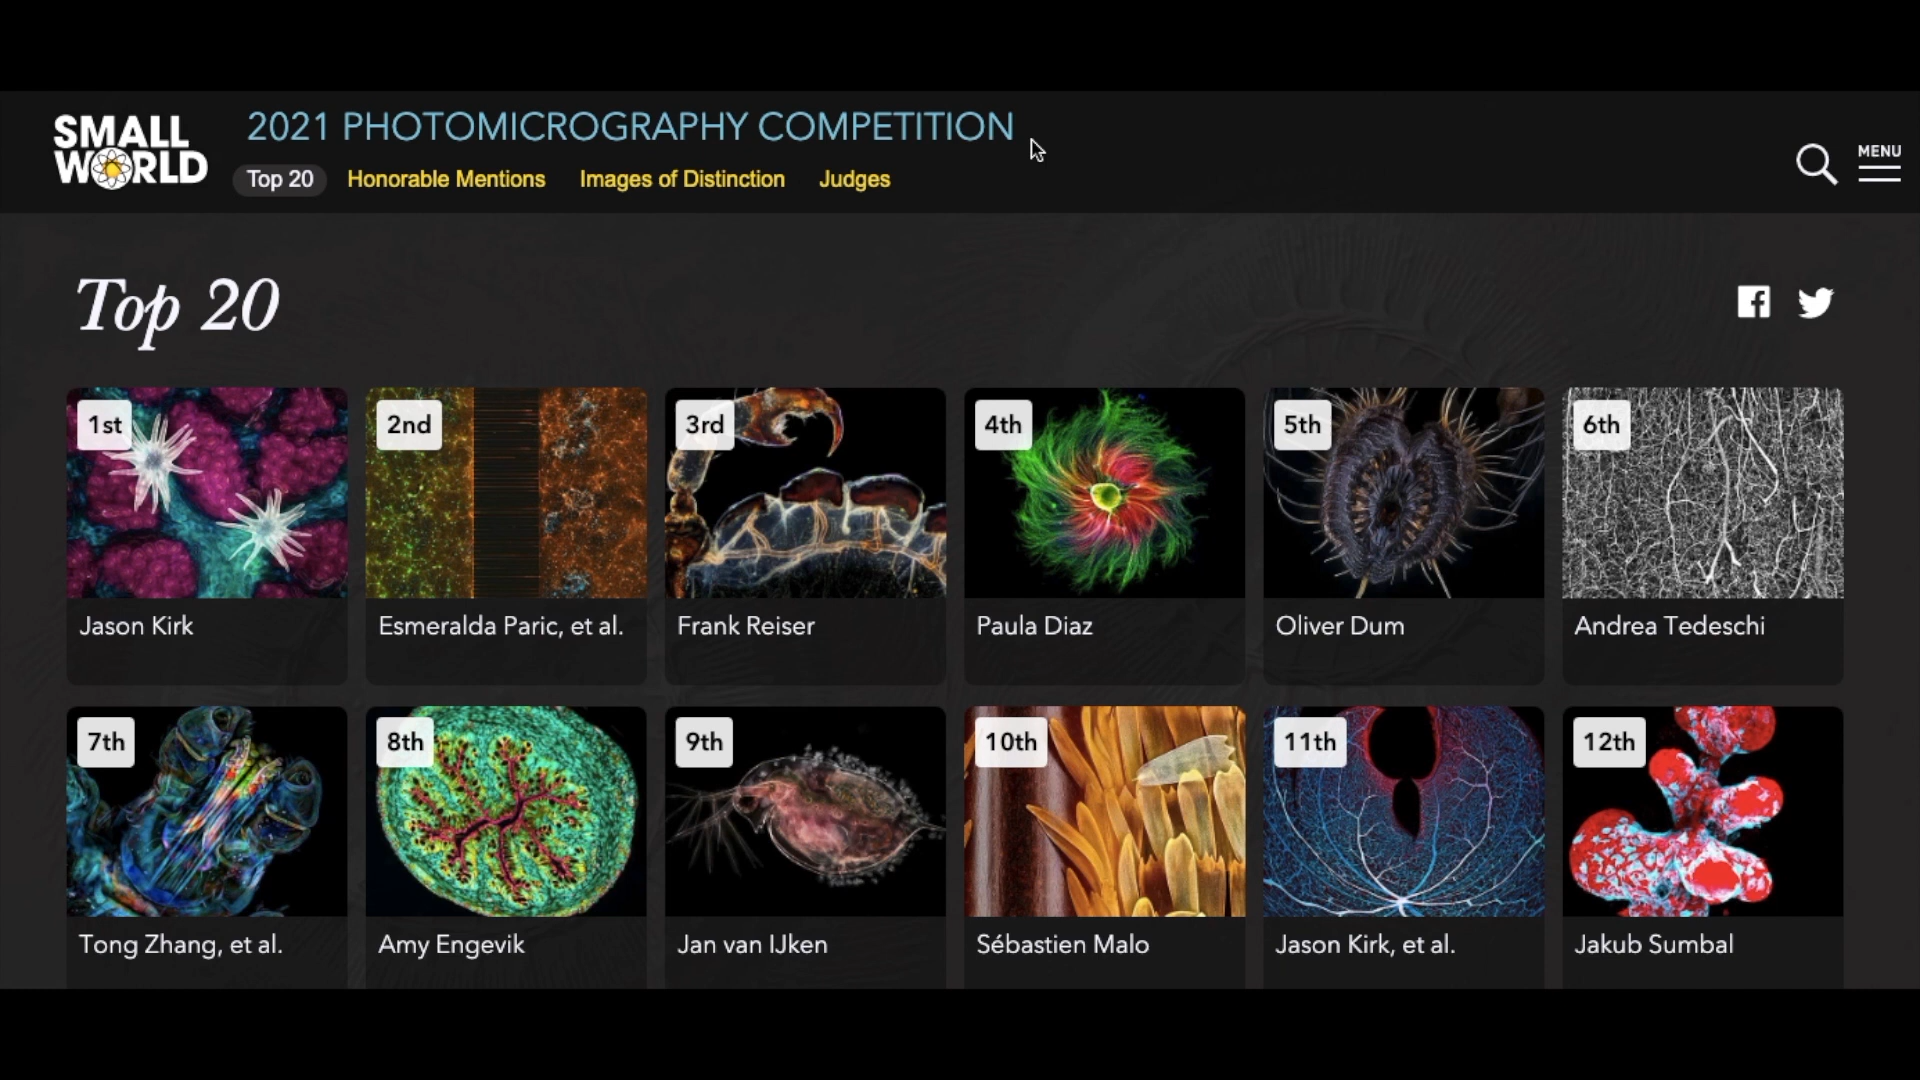 SMALL
WORLD
2021 PHOTOMICROGRAPHY COMPETITION
Top 20
Honorable Mentions
Images of Distinction
Judges
MENU
Top 20
1st
2nd
3rd
4th
5th
6th
Jason Kirk
Esmeralda Paric, et al.
Frank Reiser
Paula Diaz
Oliver Dum
Andrea Tedeschi
7th
8th
9th
10th
11th
12th
Tong Zhang, et al.
Amy Engevik
Jan van IJken
Sébastien Malo
Jason Kirk, et al.
Jakub Sumbal